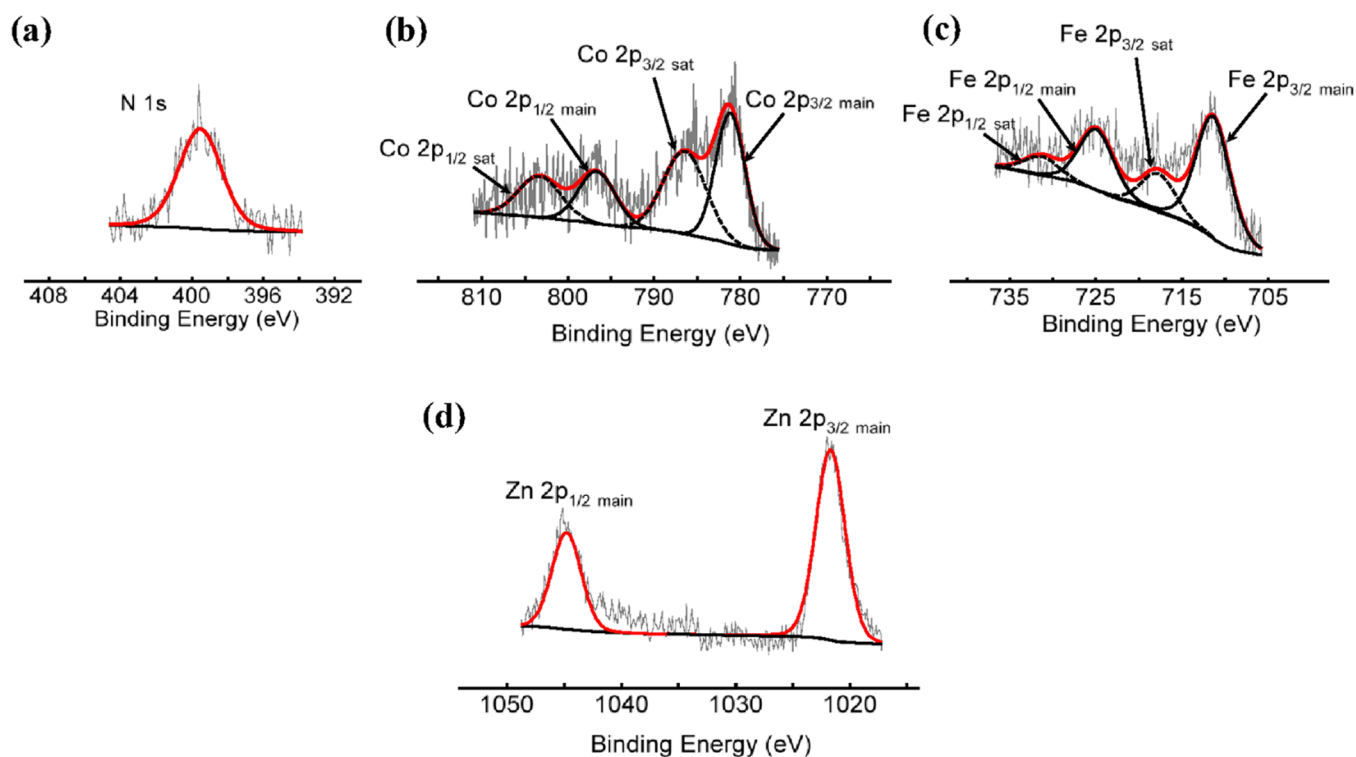 (a)
N 1s
408 404 400 396 392
Binding Energy (eV)
(b)
Co 2p3/2 sat
Co 2p1/2 main
Co 2p3/2 main
Co 2p1/2 sat
810 800 790 780 770
Binding Energy (eV)
(c)
Fe 2p3/2 sat
Fe 2p1/2 main
Fe 2p3/2 main
Fe 2p1/2 sat
735 725 715 705
Binding Energy (eV)
(d)
Zn 2p3/2 main
Zn 2p1/2 main
1050 1040 1030 1020
Binding Energy (eV)